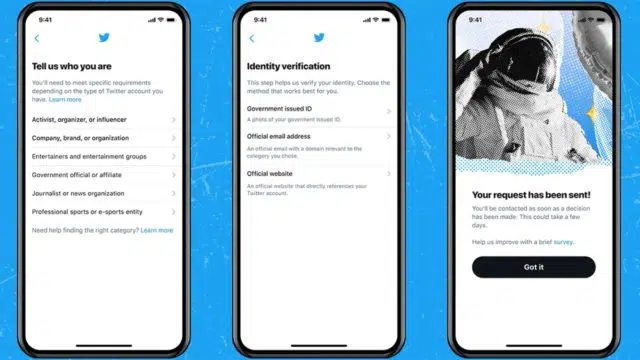 9:41
Tell us who you are
You'll need to meet specific requirements
depending on the type of Twitter account you
have. Learn more
Activist, organizer, or influencer
Company, brand, or organization
Entertainers and entertainment groups
Government official or affiliate
Journalist or news organization
Professional sports or e-sports entity
Need help finding the right category? Learn more
9:41
Identity verification
This step helps us verify your identity. Choose the
method that works best for you.
Government issued ID
A photo of your govenment issued ID.
Official email address
An official email with a domain relevant to the
category you chose.
Official website
An official website that directly references your
Twitter account.
9:41
Your request has been sent!
You'll be contacted as soon as a decision
has been made. This could take a few
days.
Help us improve with a brief survey.
Got it